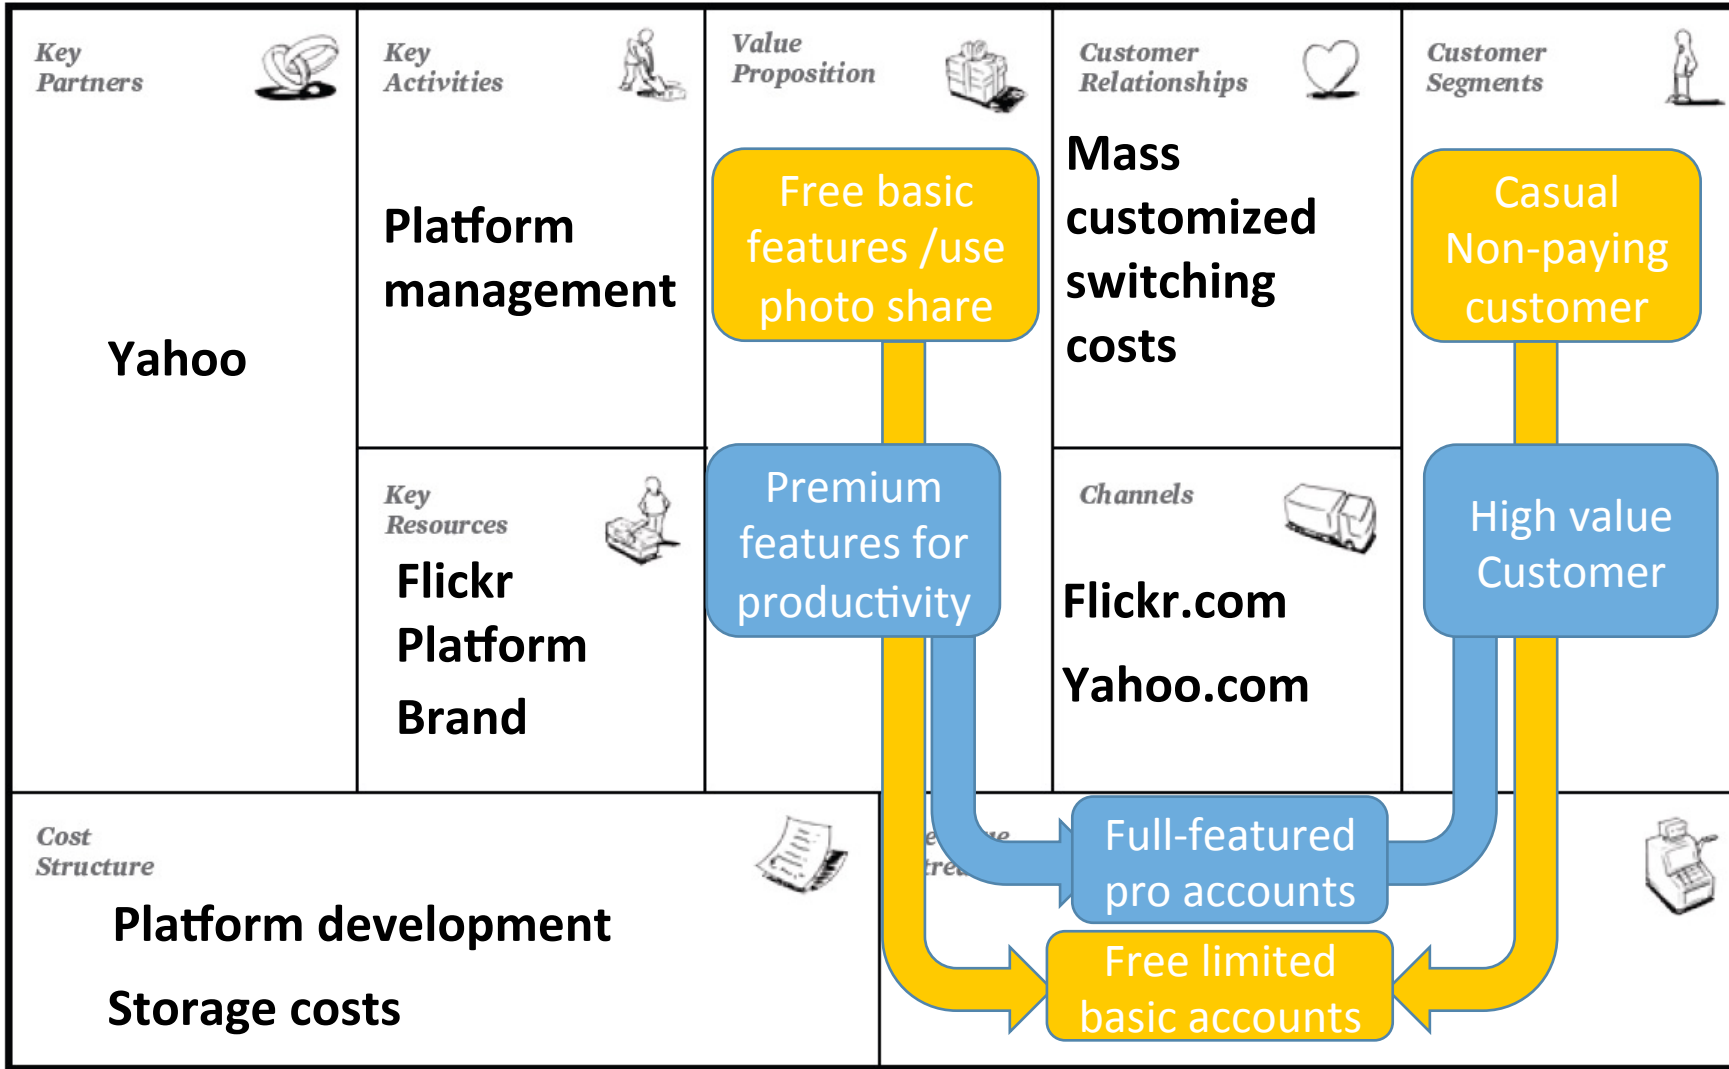 Key
Partners
Yahoo
Key
Activities
Platform
management
Key
Resources
Flickr
Platform
Brand
Value
Proposition
Free basic
features /use
photo share
Premium
features for
productivity
Customer
Relationships
Mass
customized
switching
costs
Channels
Flickr.com
Yahoo.com
Customer
Segments
Casual
Non-paying
customer
High value
Customer
Cost
Structure
Platform development
Storage costs
Full-featured
pro accounts
Free limited
basic accounts